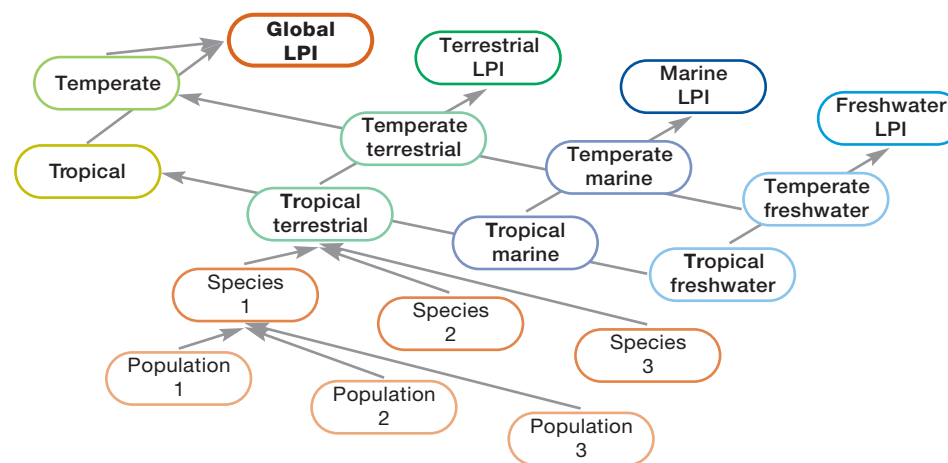 Global
LPI
Terrestrial
LPI
Marine
LPI
Freshwater
LPI
Temperate
Temperate
terrestrial
Temperate
marine
Temperate
freshwater
Tropical
Tropical
terrestrial
Tropical
marine
Tropical
freshwater
Species
1
Species
2
Species
3
Population
1
Population
2
Population
3